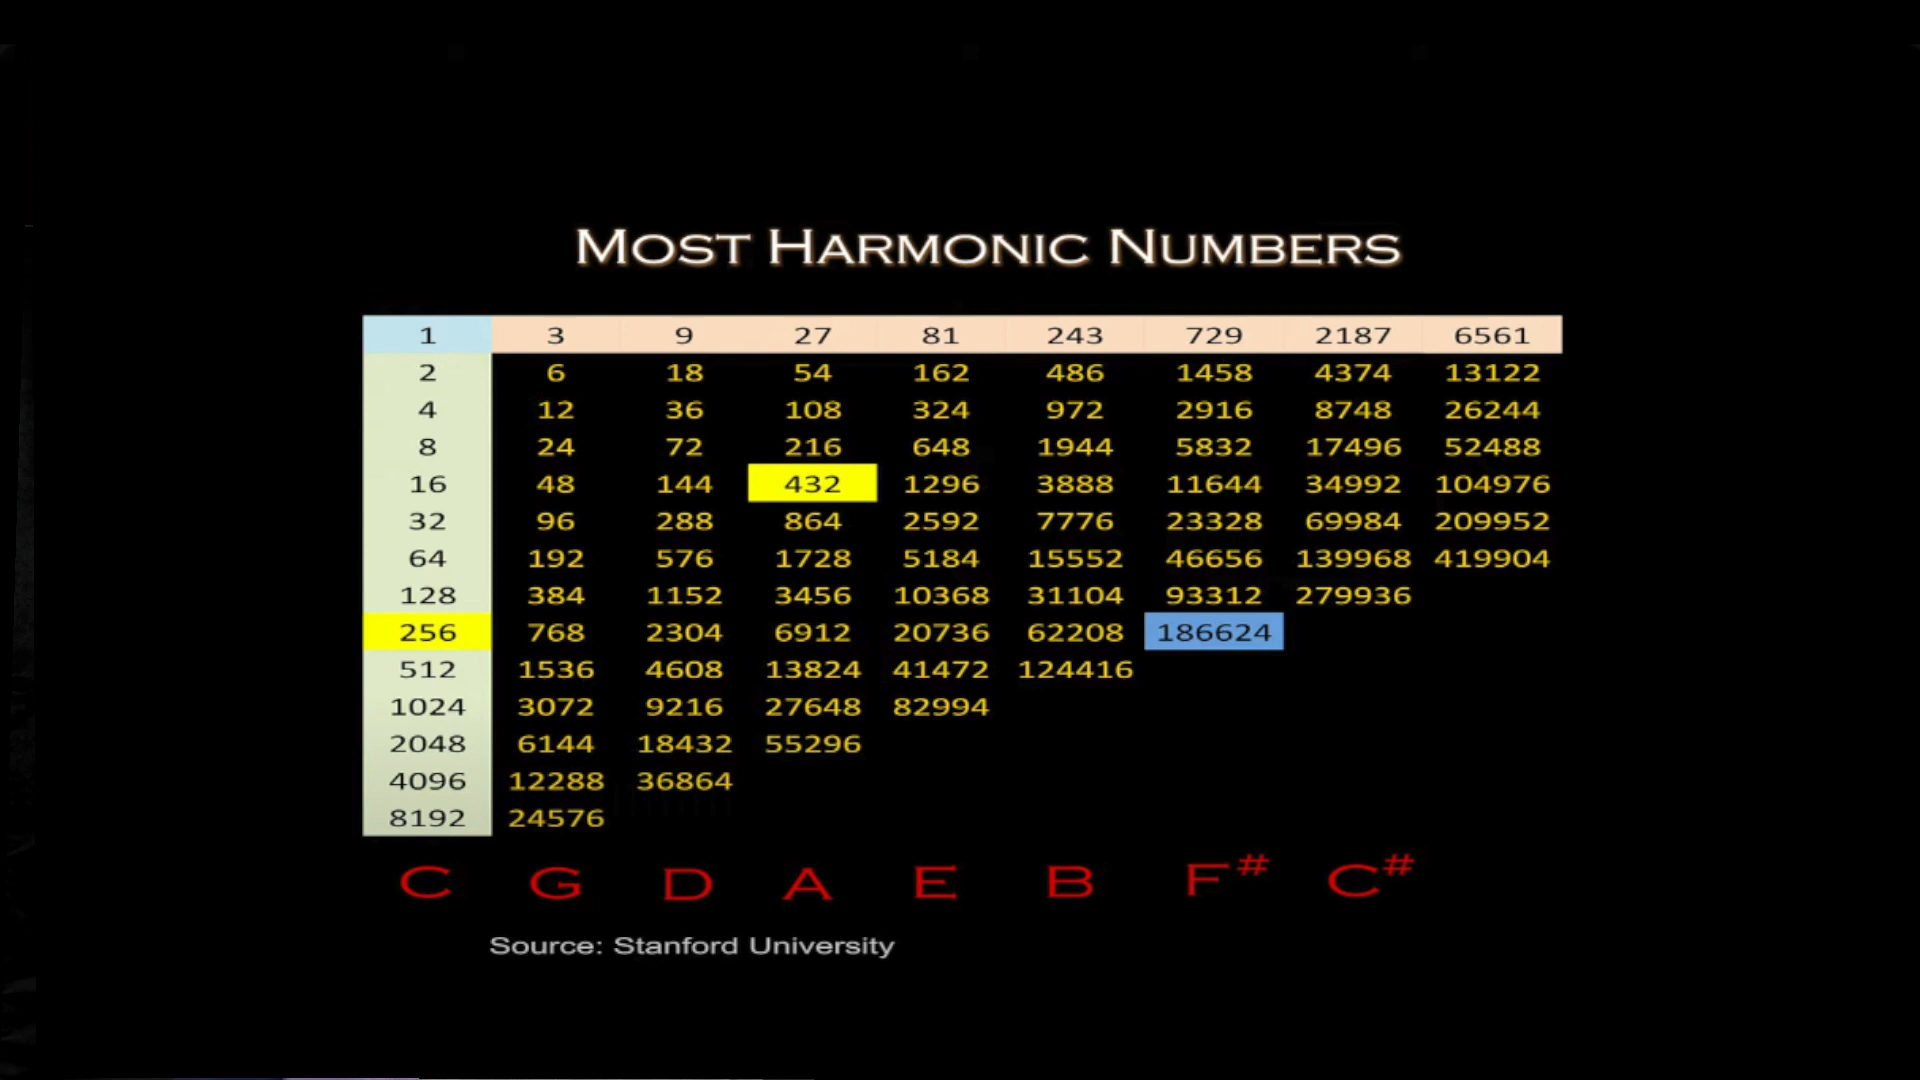 MOST HARMONIC NUMBERS
1 3 9 27 81 243 729 2187 6561
2 6 18 54 162 486 1458 4374 13122
4 12 36 108 324 972 2916 8748 26244
8 24 72 216 648 1944 5832 17496 52488
16 48 144 432 1296 3888 11644 34992 104976
32 96 288 864 2592 7776 23328 69984 209952
64 192 576 1728 5184 15552 46656 139968 419904
128 384 1152 3456 10368 31104 93312 279936
256 768 2304 6912 20736 62208 186624
512 1536 4608 13824 41472 124416
1024 3072 9216 27648 82994
2048 6144 18432 55296
4096 12288 36864
8192 24576
C G D A E B F# C#
Source: Stanford University